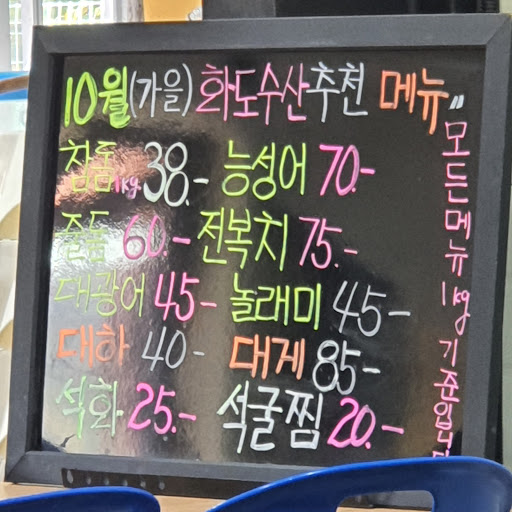 10월(가을) 화도수산추천 메뉴"
참돔 1kg 38.- 능성어 70.-
줄돔 60.- 전복치 75.-
대광어 45- 놀래미 45-
대하 40- 대게 85.-
석화 25.- 석굴찜 20.-
모든메뉴 1kg 기준입니다